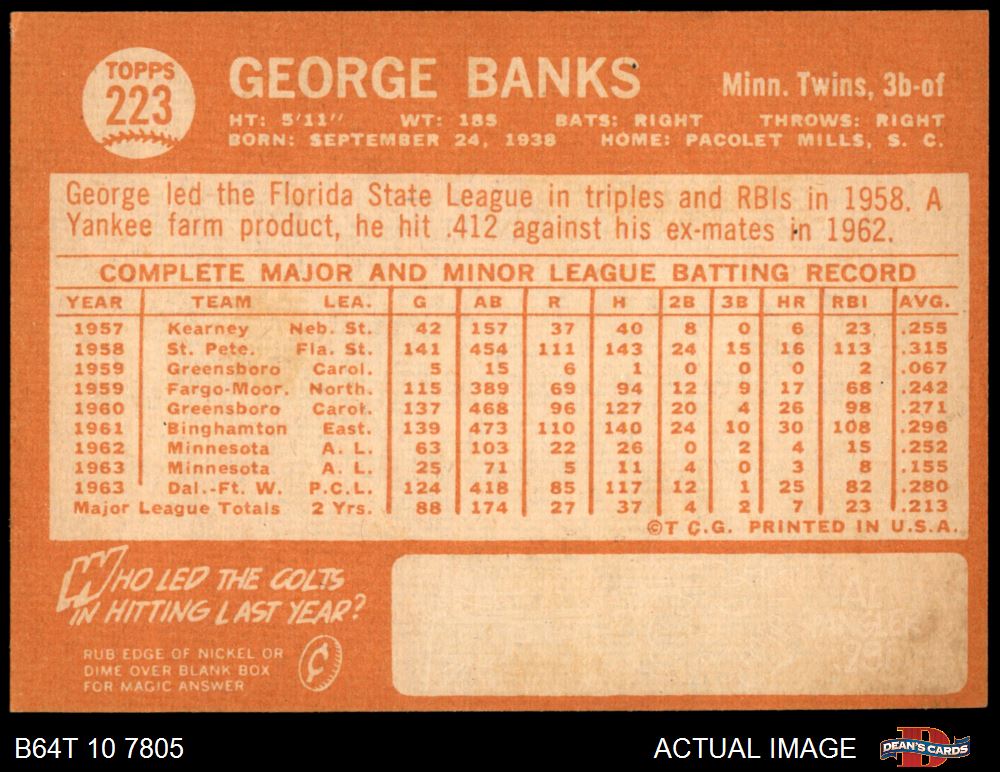 TOPPS
223
GEORGE BANKS
Minn. Twins, 3b-of
HT: 5'11" WT: 185 BATS: RIGHT THROWS: RIGHT
BORN: SEPTEMBER 24, 1938 HOME: PACOLET MILLS, S. C.
George led the Florida State League in triples and RBIs in 1958. A
Yankee farm product, he hit .412 against his ex-mates in 1962.
COMPLETE MAJOR AND MINOR LEAGUE BATTING RECORD
YEAR TEAM LEA. G AB R H 2B 3B HR RBI AVG.
1957 Kearney Neb. St. 42 157 37 40 8 0 6 23 .255
1958 St. Pete. Fla. St. 141 454 111 143 24 15 16 113 .315
1959 Greensboro Carol. 5 15 6 1 0 0 0 2 .067
1959 Fargo-Moor. North. 115 389 69 94 12 9 17 68 .242
1960 Greensboro Carol. 137 468 96 127 20 4 26 98 .271
1961 Binghamton East. 139 473 110 140 24 10 30 108 .296
1962 Minnesota A. L. 63 103 22 26 0 2 4 15 .252
1963 Minnesota A. L. 25 71 5 11 4 0 3 8 .155
1963 Dal.-Ft. W. P.C.L. 124 418 85 117 12 1 25 82 .280
Major League Totals 2 Yrs. 88 174 27 37 4 2 7 23 .213
©T.C.G. PRINTED IN U.S.A.
WHO LED THE COLTS
IN HITTING LAST YEAR?
RUB EDGE OF NICKEL OR
DIME OVER BLANK BOX
FOR MAGIC ANSWER
B64T 10 7805
ACTUAL IMAGE
DEAN'S CARDS